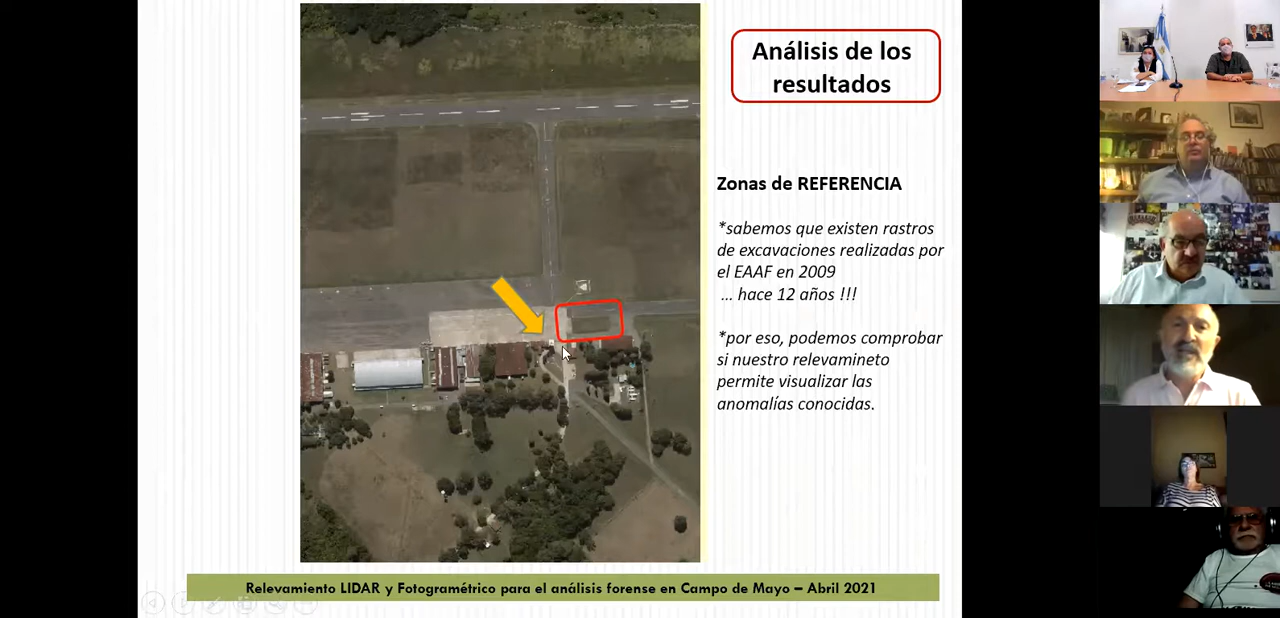 Análisis de los
resultados
Zonas de REFERENCIA
*sabemos que existen rastros
de excavaciones realizadas por
el EAAF en 2009
... hace 12 años !!!
*por eso, podemos comprobar
si nuestro relevamineto
permite visualizar las
anomalías conocidas.
Relevamiento LIDAR y Fotogramétrico para el análisis forense en Campo de Mayo – Abril 2021